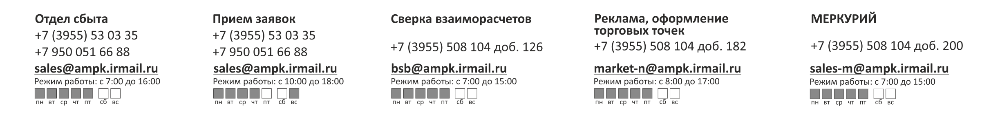 Отдел сбыта
+7 (3955) 53 03 35
+7 950 051 66 88
sales@ampk.irmail.ru
Режим работы: с 7:00 до 16:00
пн вт ср чт пт сб вс
Прием заявок
+7 (3955) 53 03 35
+7 950 051 66 88
sales@ampk.irmail.ru
Режим работы: с 10:00 до 18:00
пн вт ср чт пт сб вс
Сверка взаиморасчетов
+7 (3955) 508 104 доб. 126
bsb@ampk.irmail.ru
Режим работы: с 7:00 до 15:00
пн вт ср чт пт сб вс
Реклама, оформление
торговых точек
+7 (3955) 508 104 доб. 182
market-n@ampk.irmail.ru
Режим работы: с 8:00 до 17:00
пн вт ср чт пт сб вс
МЕРКУРИЙ
+7 (3955) 508 104 доб. 200
sales-m@ampk.irmail.ru
Режим работы: с 7:00 до 15:00
пн вт ср чт пт сб вс